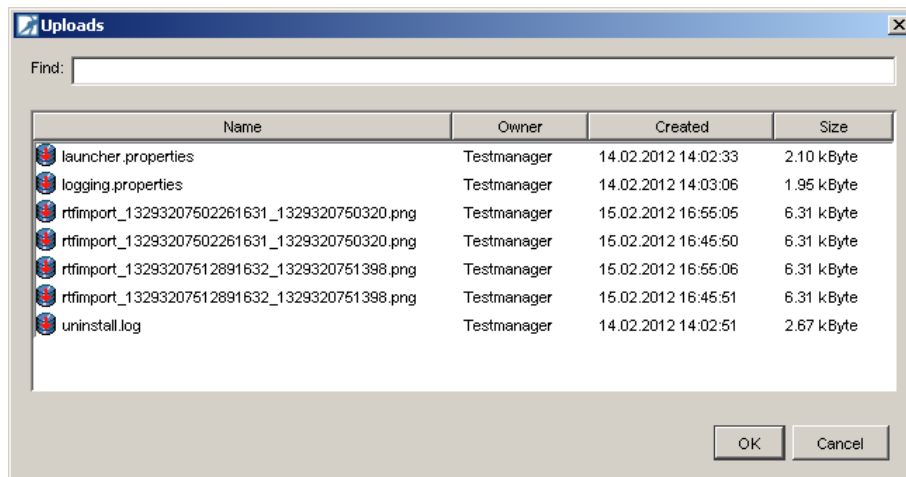 Uploads
Find:
Name Owner Created Size
launcher.properties Testmanager 14.02.2012 14:02:33 2.10 kByte
logging.properties Testmanager 14.02.2012 14:03:06 1.95 kByte
rtfimport_13293207502261631_1329320750320.png Testmanager 15.02.2012 16:55:05 6.31 kByte
rtfimport_13293207502261631_1329320750320.png Testmanager 15.02.2012 16:45:50 6.31 kByte
rtfimport_13293207512891632_1329320751398.png Testmanager 15.02.2012 16:55:06 6.31 kByte
rtfimport_13293207512891632_1329320751398.png Testmanager 15.02.2012 16:45:51 6.31 kByte
uninstall.log Testmanager 14.02.2012 14:02:51 2.67 kByte
OK Cancel